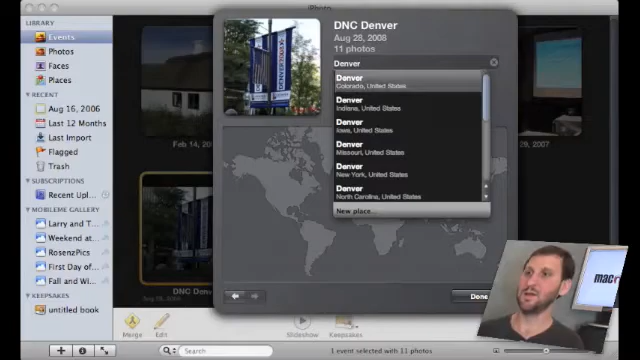 iPhoto
LIBRARY
Events
Photos
Faces
Places
RECENT
Aug 16, 2006
Last 12 Months
Last Import
Flagged
Trash
SUBSCRIPTIONS
Recent Upl...
MOBILEME GALLERY
Larry and T...
Weekend at...
RosenzPics
First Day of...
Fall and Wi...
KEEPSAKES
untitled book
DNC Denver
Aug 28, 2008
11 photos
Denver
Denver
Colorado, United States
Denver
Indiana, United States
Denver
Iowa, United States
Denver
Missouri, United States
Denver
New York, United States
Denver
North Carolina, United States
New place...
Feb 14,
2007
DNC Denver
Done
Merge
Edit
Slideshow
Keepsakes
Search
1 event selected with 11 photos